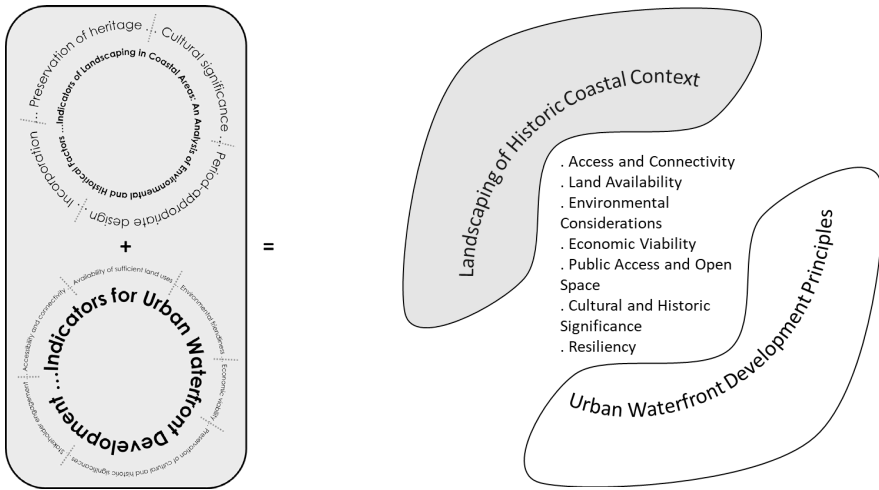 Preservation of heritage ...
Cultural significance ...
Period-appropriate design ...
Incorporation ...
Indicators of Landscaping in Coastal Areas: An Analysis of Environmental and Historical Factors ...
+
Accessibility and connectivity
Availability of sufficient land uses
Environmental friendliness
Economic viability
Preservation of cultural and historic significances
Stakeholder engagement
Indicators for Urban Waterfront Development ...
=
Landscaping of Historic Coastal Context
. Access and Connectivity
. Land Availability
. Environmental
Considerations
. Economic Viability
. Public Access and Open
Space
. Cultural and Historic
Significance
. Resiliency
Urban Waterfront Development Principles